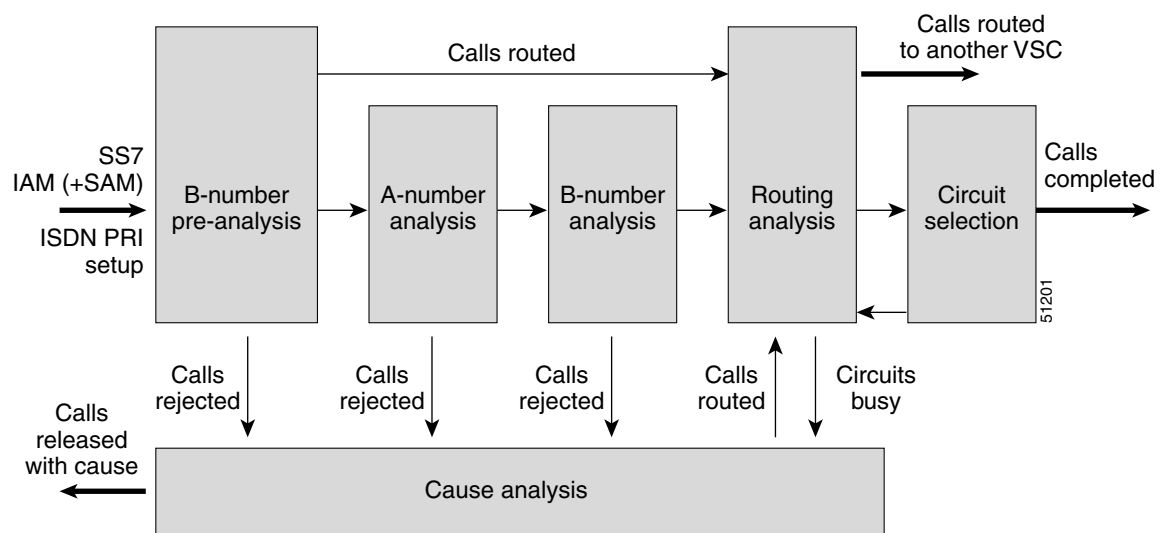 Calls routed
Calls routed
to another VSC
SS7
IAM (+SAM)
ISDN PRI
setup
B-number
pre-analysis
A-number
analysis
B-number
analysis
Routing
analysis
Circuit
selection
Calls
completed
51201
Calls
rejected
Calls
rejected
Calls
rejected
Calls
routed
Circuits
busy
Calls
released
with cause
Cause analysis